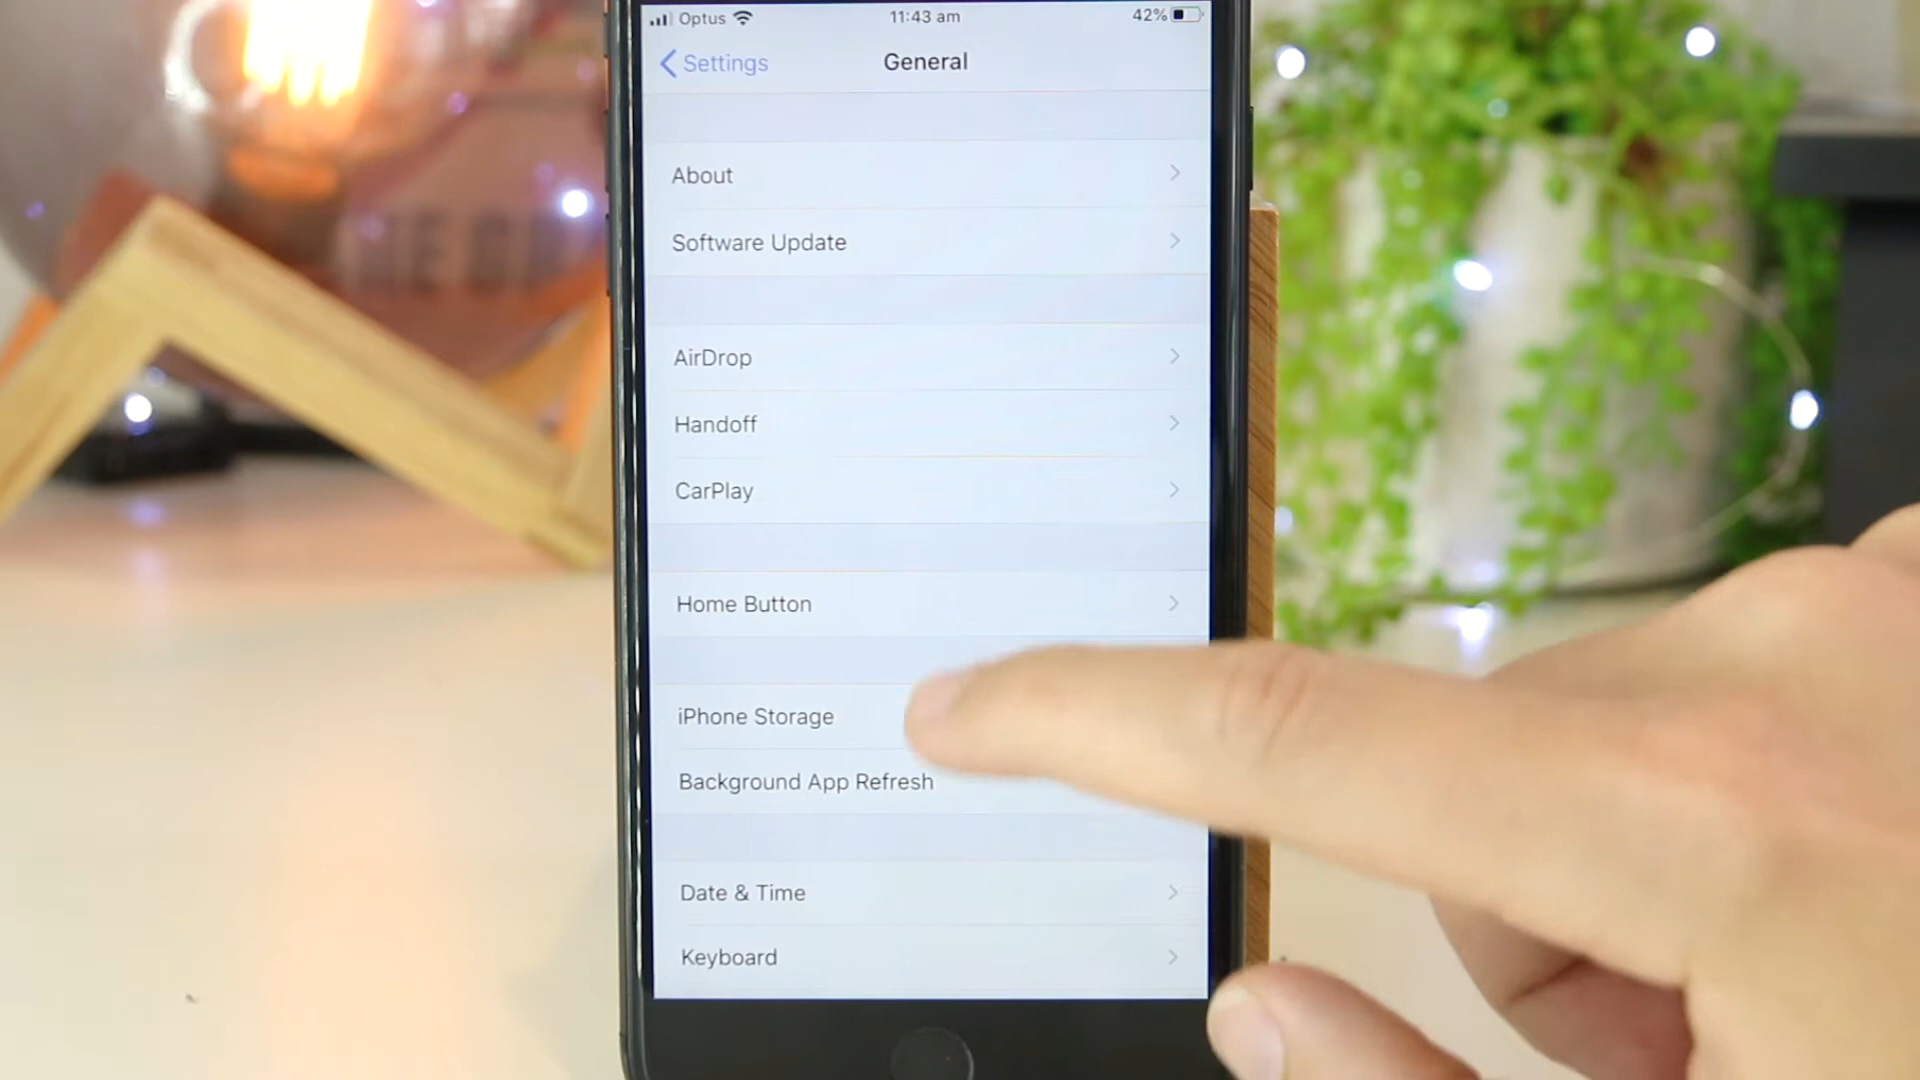 Optus 11:43 am 42%
Settings General
About
Software Update
AirDrop
Handoff
CarPlay
Home Button
iPhone Storage
Background App Refresh
Date & Time
Keyboard